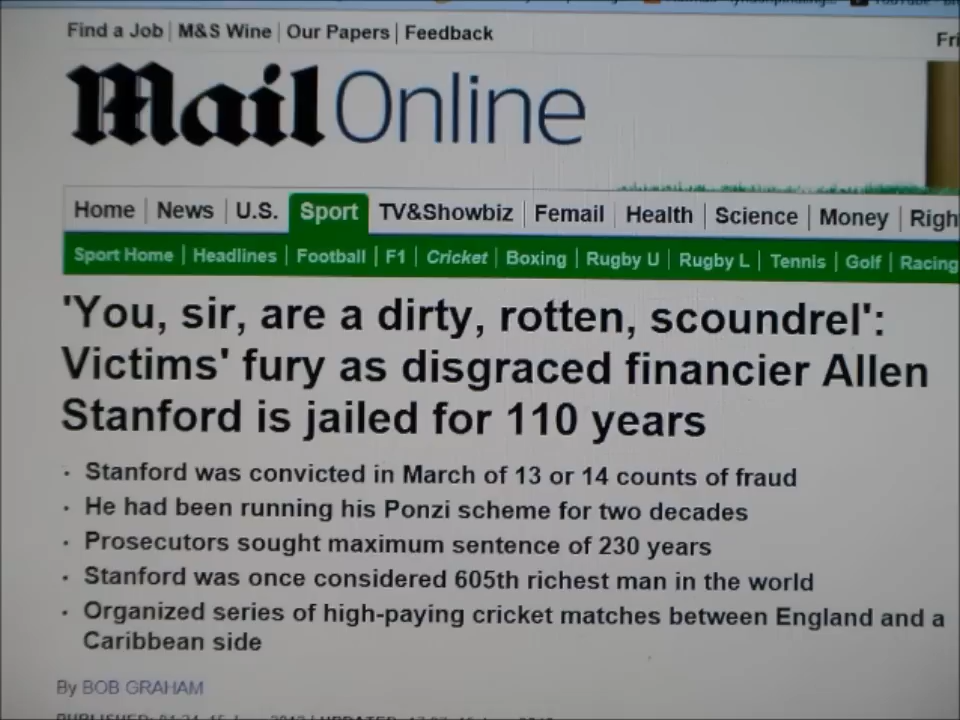 Find a Job | M&S Wine | Our Papers | Feedback
Mail Online
Home | News | U.S. | Sport TV&Showbiz | Femail | Health | Science | Money
Sport Home | Headlines | Football | F1 | Cricket | Boxing | Rugby U | Rugby L | Tennis | Golf | Racing
'You, sir, are a dirty, rotten, scoundrel':
Victims' fury as disgraced financier Allen
Stanford is jailed for 110 years
· Stanford was convicted in March of 13 or 14 counts of fraud
· He had been running his Ponzi scheme for two decades
· Prosecutors sought maximum sentence of 230 years
· Stanford was once considered 605th richest man in the world
· Organized series of high-paying cricket matches between England and a
Caribbean side
By BOB GRAHAM